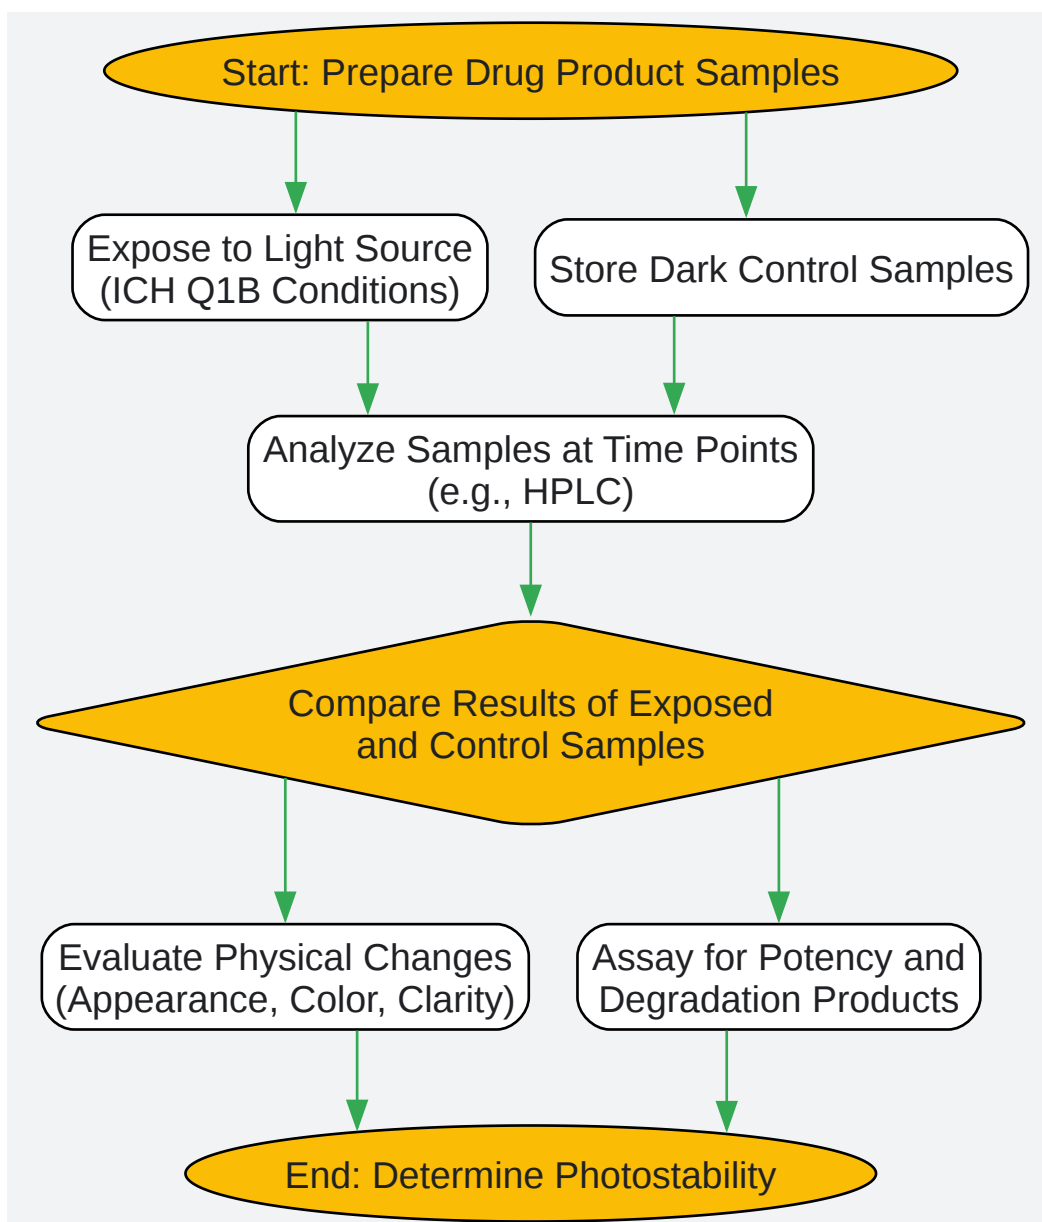 Start: Prepare Drug Product Samples
Expose to Light Source
(ICH Q1B Conditions)
Store Dark Control Samples
Analyze Samples at Time Points
(e.g., HPLC)
Compare Results of Exposed
and Control Samples
Evaluate Physical Changes
(Appearance, Color, Clarity)
Assay for Potency and
Degradation Products
End: Determine Photostability